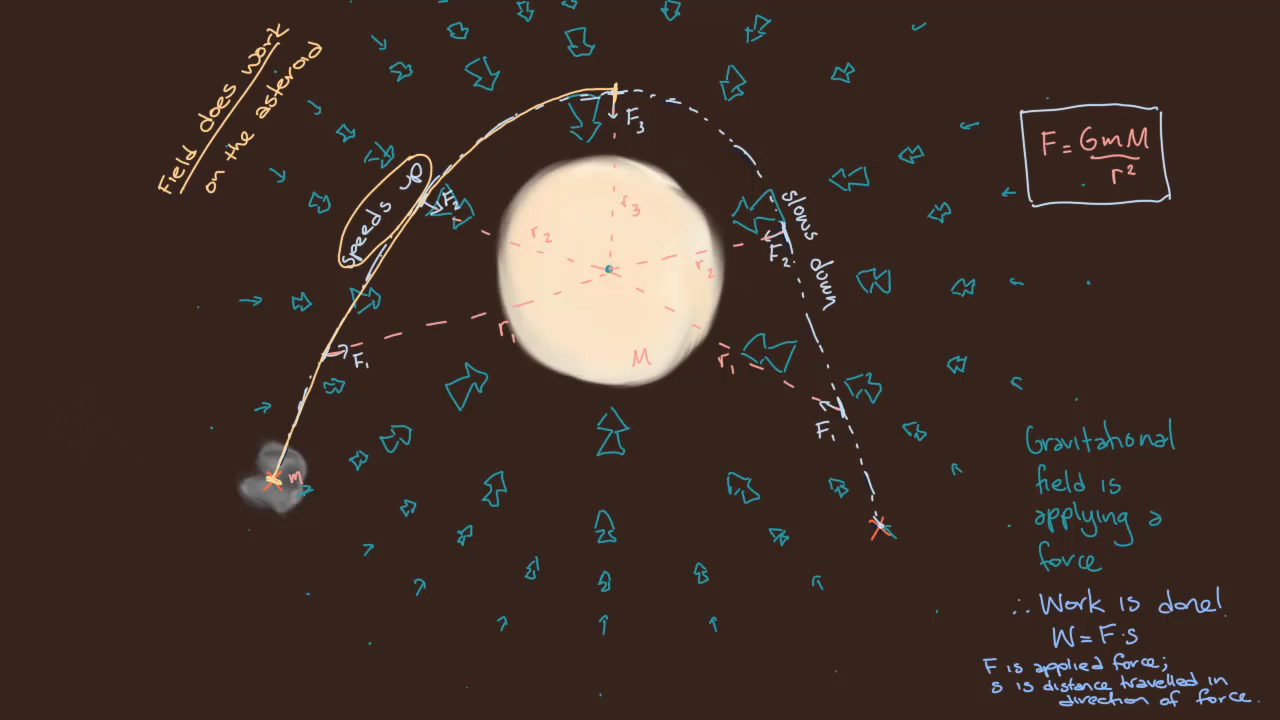 Field does work
on the asteroid
speeds up
F₃
F₂
r₃
r₂
slows down
F₂
r₂
F = GmM
r²
F₁
r₁
M
r₁
F₁
m
Gravitational
field is
applying a
force
∴ Work is done!
W = F·s
F is applied force;
s is distance travelled in
direction of force.